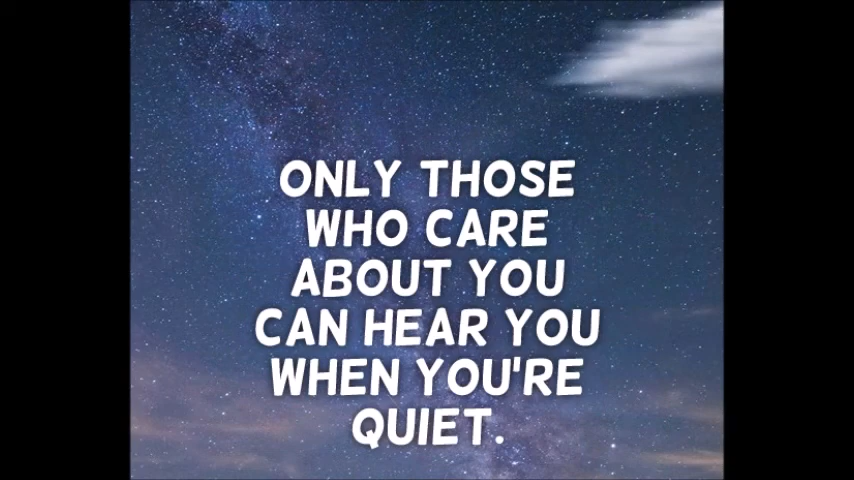 ONLY THOSE
WHO CARE
ABOUT YOU
CAN HEAR YOU
WHEN YOU'RE
QUIET.